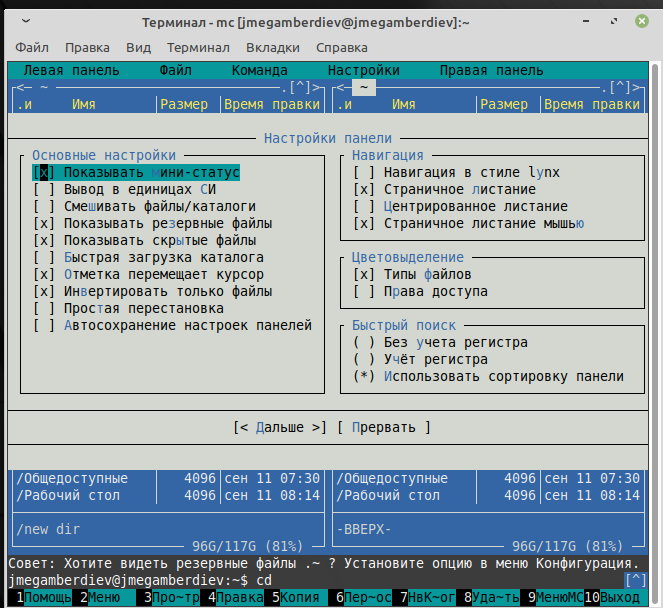 Терминал - mc [jmegamberdiev@jmegamberdiev]:~
Файл Правка Вид Терминал Вкладки Справка
Левая панель Файл Команда Настройки Правая панель
<─ ~ .[^]> <─ ~ .[^]>
.и Имя Размер Время правки .и Имя Размер Время правки
Настройки панели
Основные настройки
[x] Показывать мини-статус
[ ] Вывод в единицах СИ
[ ] Смешивать файлы/каталоги
[x] Показывать резервные файлы
[x] Показывать скрытые файлы
[ ] Быстрая загрузка каталога
[x] Отметка перемещает курсор
[x] Инвертировать только файлы
[ ] Простая перестановка
[ ] Автосохранение настроек панелей
Навигация
[ ] Навигация в стиле lynx
[x] Страничное листание
[ ] Центрированное листание
[x] Страничное листание мышью
Цветовыделение
[x] Типы файлов
[ ] Права доступа
Быстрый поиск
( ) Без учета регистра
( ) Учёт регистра
(*) Использовать сортировку панели
[< Дальше >] [ Прервать ]
/Общедоступные 4096 сен 11 07:30 /Общедоступные 4096 сен 11 07:30
/Рабочий стол 4096 сен 11 08:14 /Рабочий стол 4096 сен 11 08:14
/new dir -ВВЕРХ-
96G/117G (81%) 96G/117G (81%)
Совет: Хотите видеть резервные файлы .~ ? Установите опцию в меню Конфигурация.
jmegamberdiev@jmegamberdiev:~$ cd [^]
1Помощь 2Меню 3Про~тр 4Правка 5Копия 6Пер~ос 7НвК~ог 8Уда~ть 9МенюMC 10Выход